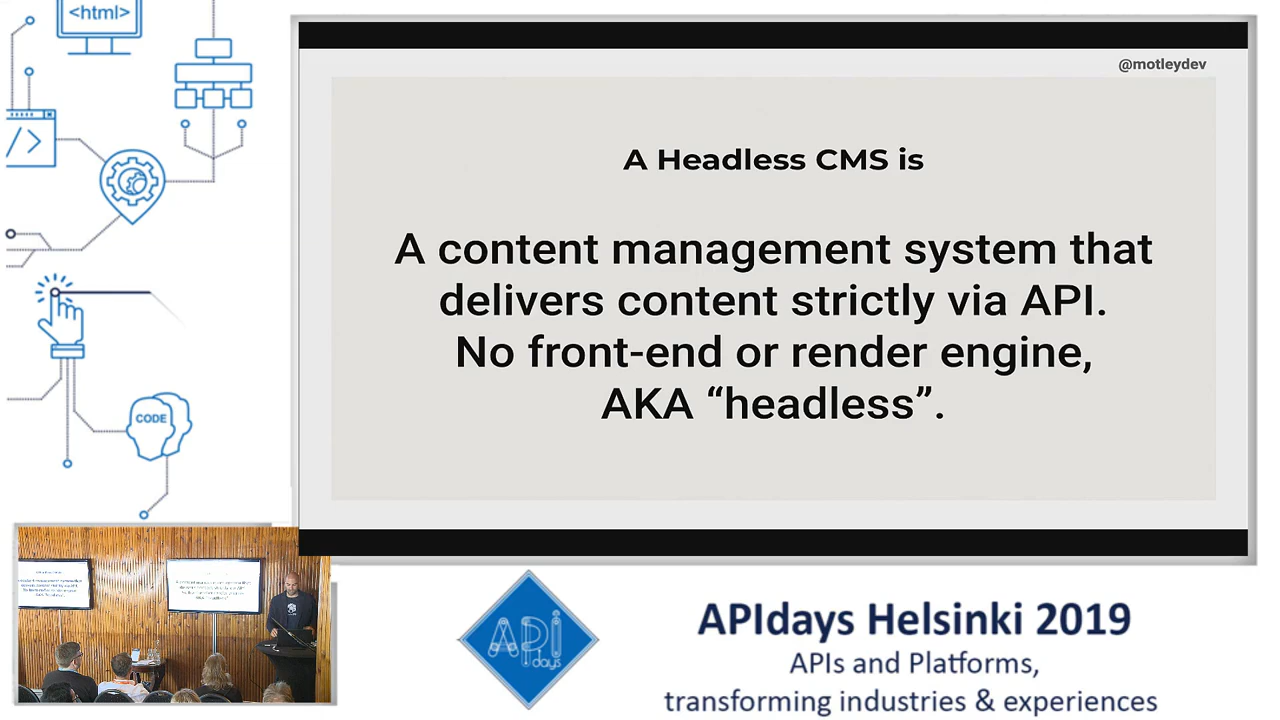 <html>
</>
CODE
@motleydev
A Headless CMS is
A content management system that
delivers content strictly via API.
No front-end or render engine,
AKA “headless”.
API
days
APIdays Helsinki 2019
APIs and Platforms,
transforming industries & experiences